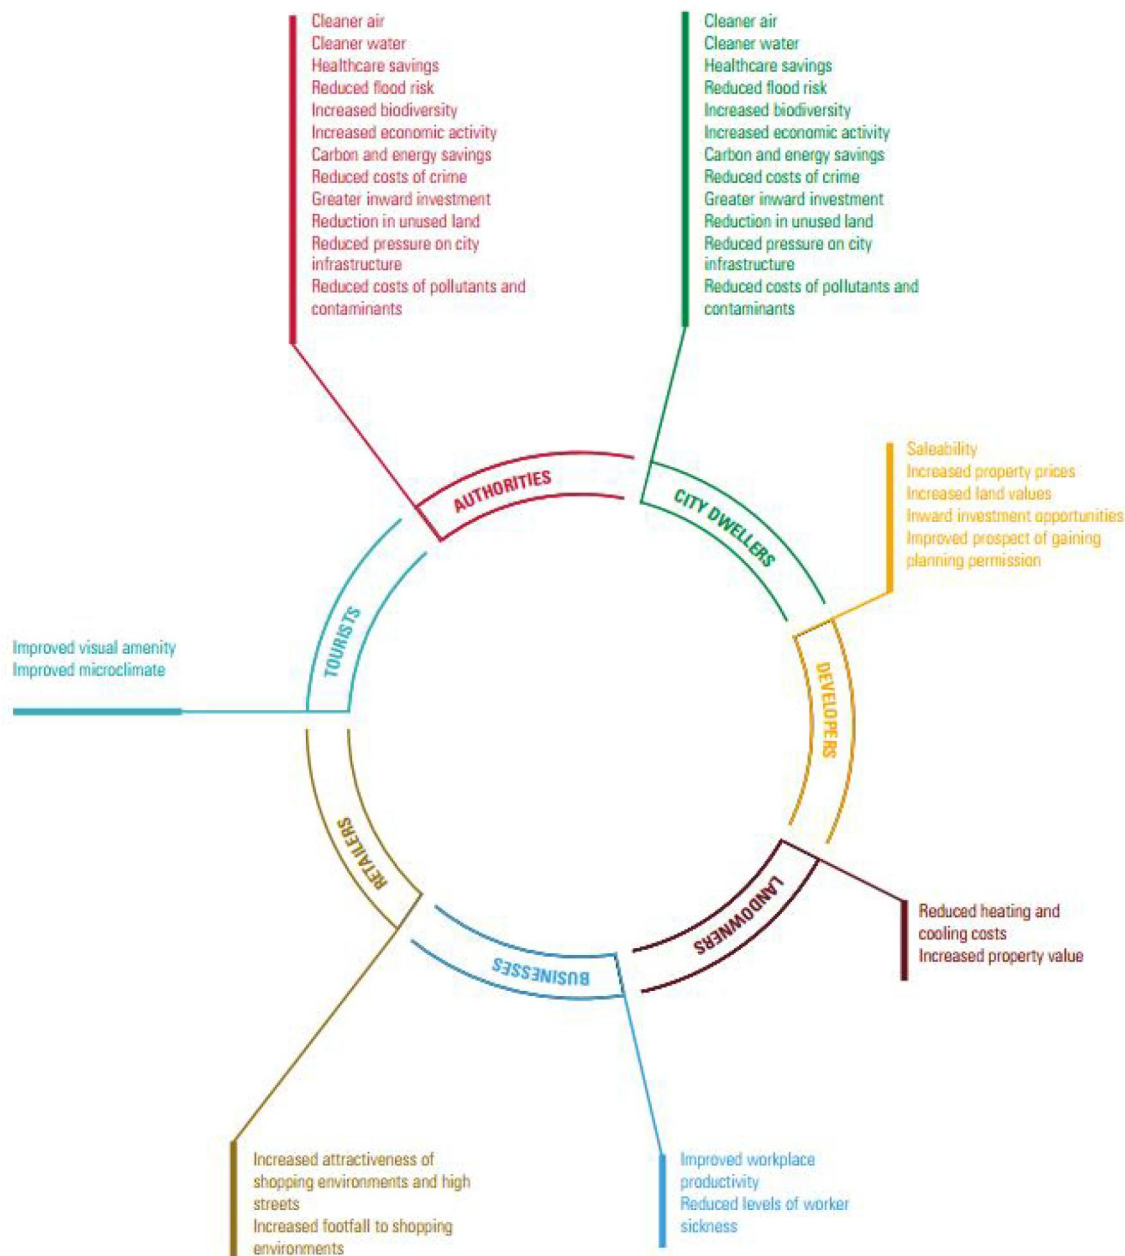 Cleaner air
Cleaner water
Healthcare savings
Reduced flood risk
Increased biodiversity
Increased economic activity
Carbon and energy savings
Reduced costs of crime
Greater inward investment
Reduction in unused land
Reduced pressure on city
infrastructure
Reduced costs of pollutants and
contaminants
Cleaner air
Cleaner water
Healthcare savings
Reduced flood risk
Increased biodiversity
Increased economic activity
Carbon and energy savings
Reduced costs of crime
Greater inward investment
Reduction in unused land
Reduced pressure on city
infrastructure
Reduced costs of pollutants and
contaminants
Saleability
Increased property prices
Increased land values
Inward investment opportunities
Improved prospect of gaining
planning permission
AUTHORITIES
CITY DWELLERS
TOURISTS
DEVELOPERS
Improved visual amenity
Improved microclimate
RETAILERS
LANDOWNERS
BUSINESSES
Reduced heating and
cooling costs
Increased property value
Increased attractiveness of
shopping environments and high
streets
Increased footfall to shopping
environments
Improved workplace
productivity
Reduced levels of worker
sickness